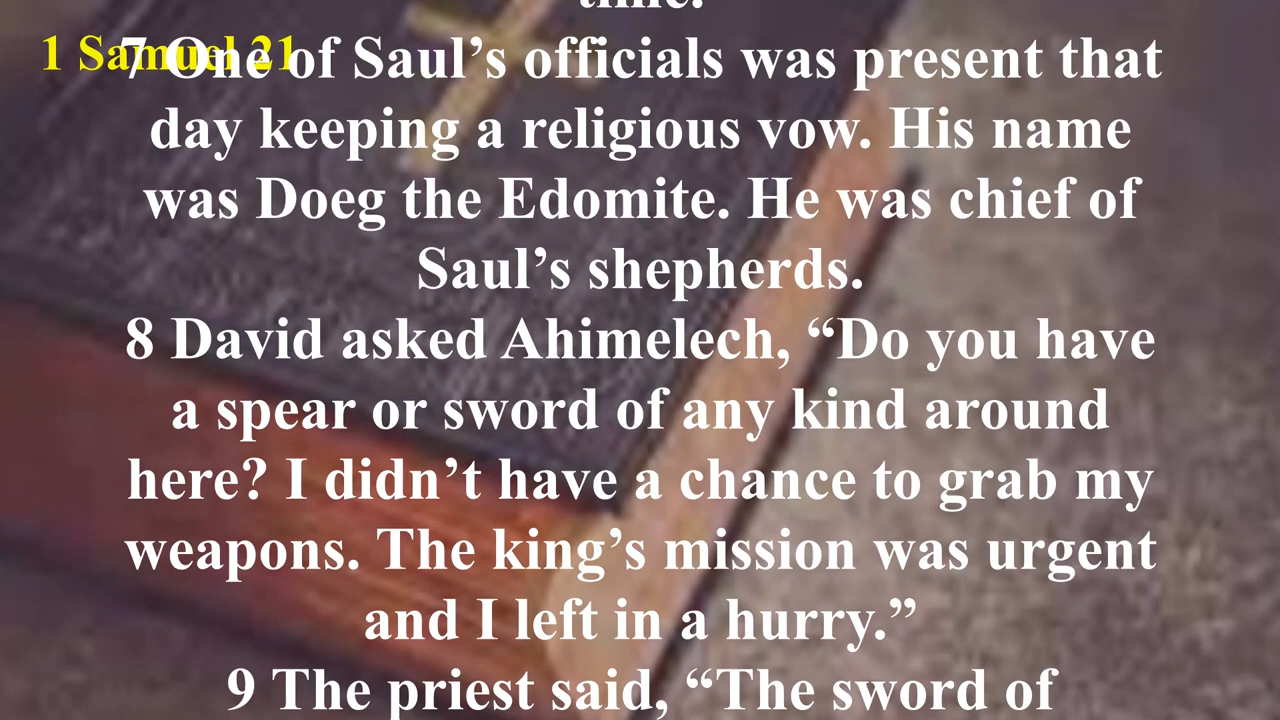 time.
1 Samuel 21
7 One of Saul’s officials was present that
day keeping a religious vow. His name
was Doeg the Edomite. He was chief of
Saul’s shepherds.
8 David asked Ahimelech, “Do you have
a spear or sword of any kind around
here? I didn’t have a chance to grab my
weapons. The king’s mission was urgent
and I left in a hurry.”
9 The priest said, “The sword of